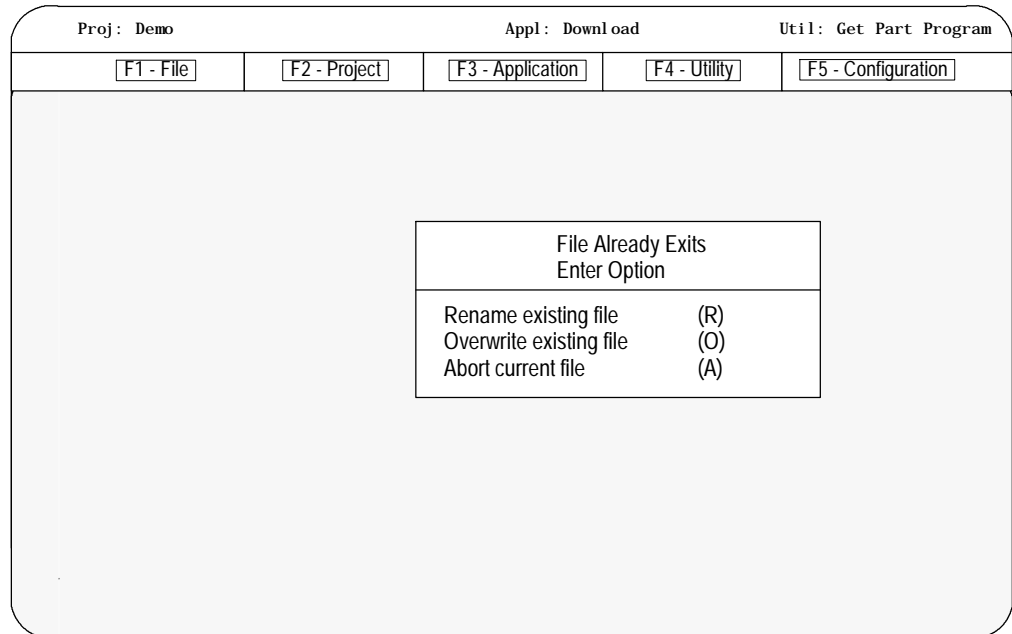 Proj: Demo Appl: Download Util: Get Part Program
F1 - File F2 - Project F3 - Application F4 - Utility F5 - Configuration
File Already Exits
Enter Option
Rename existing file (R)
Overwrite existing file (O)
Abort current file (A)